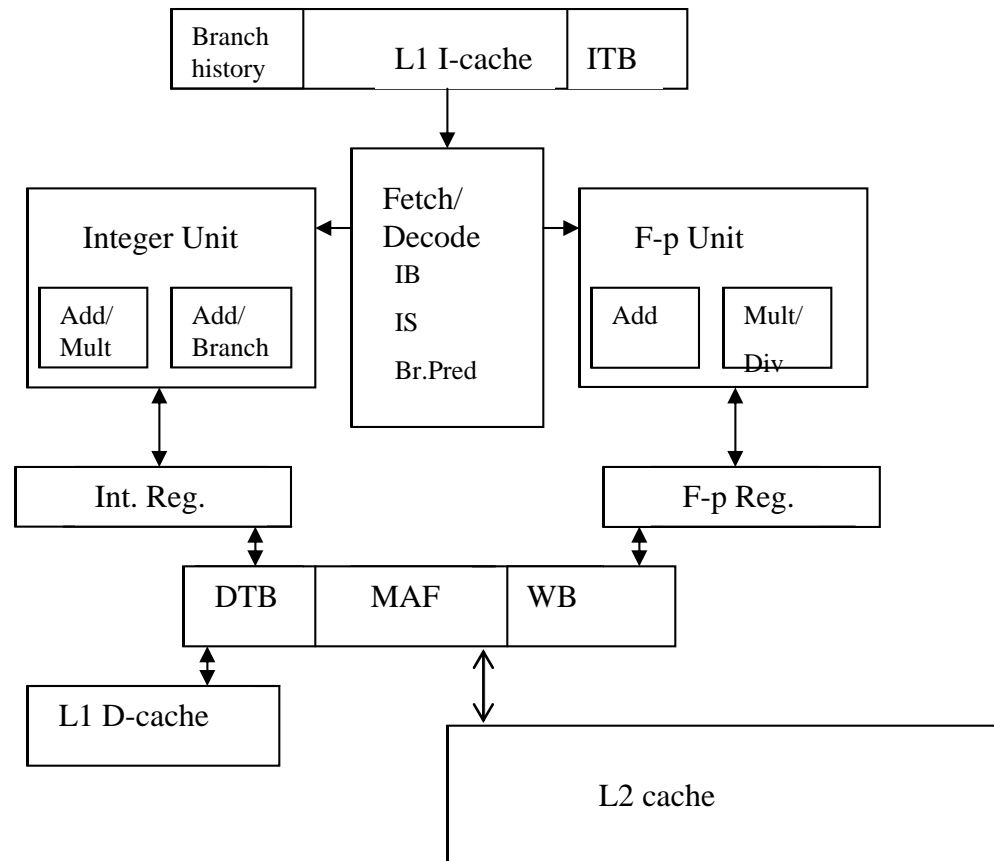 Branch
history
L1 I-cache
ITB
Fetch/
Decode
IB
IS
Br.Pred
Integer Unit
Add/
Mult
Add/
Branch
F-p Unit
Add
Mult/
Div
Int. Reg.
F-p Reg.
DTB
MAF
WB
L1 D-cache
L2 cache